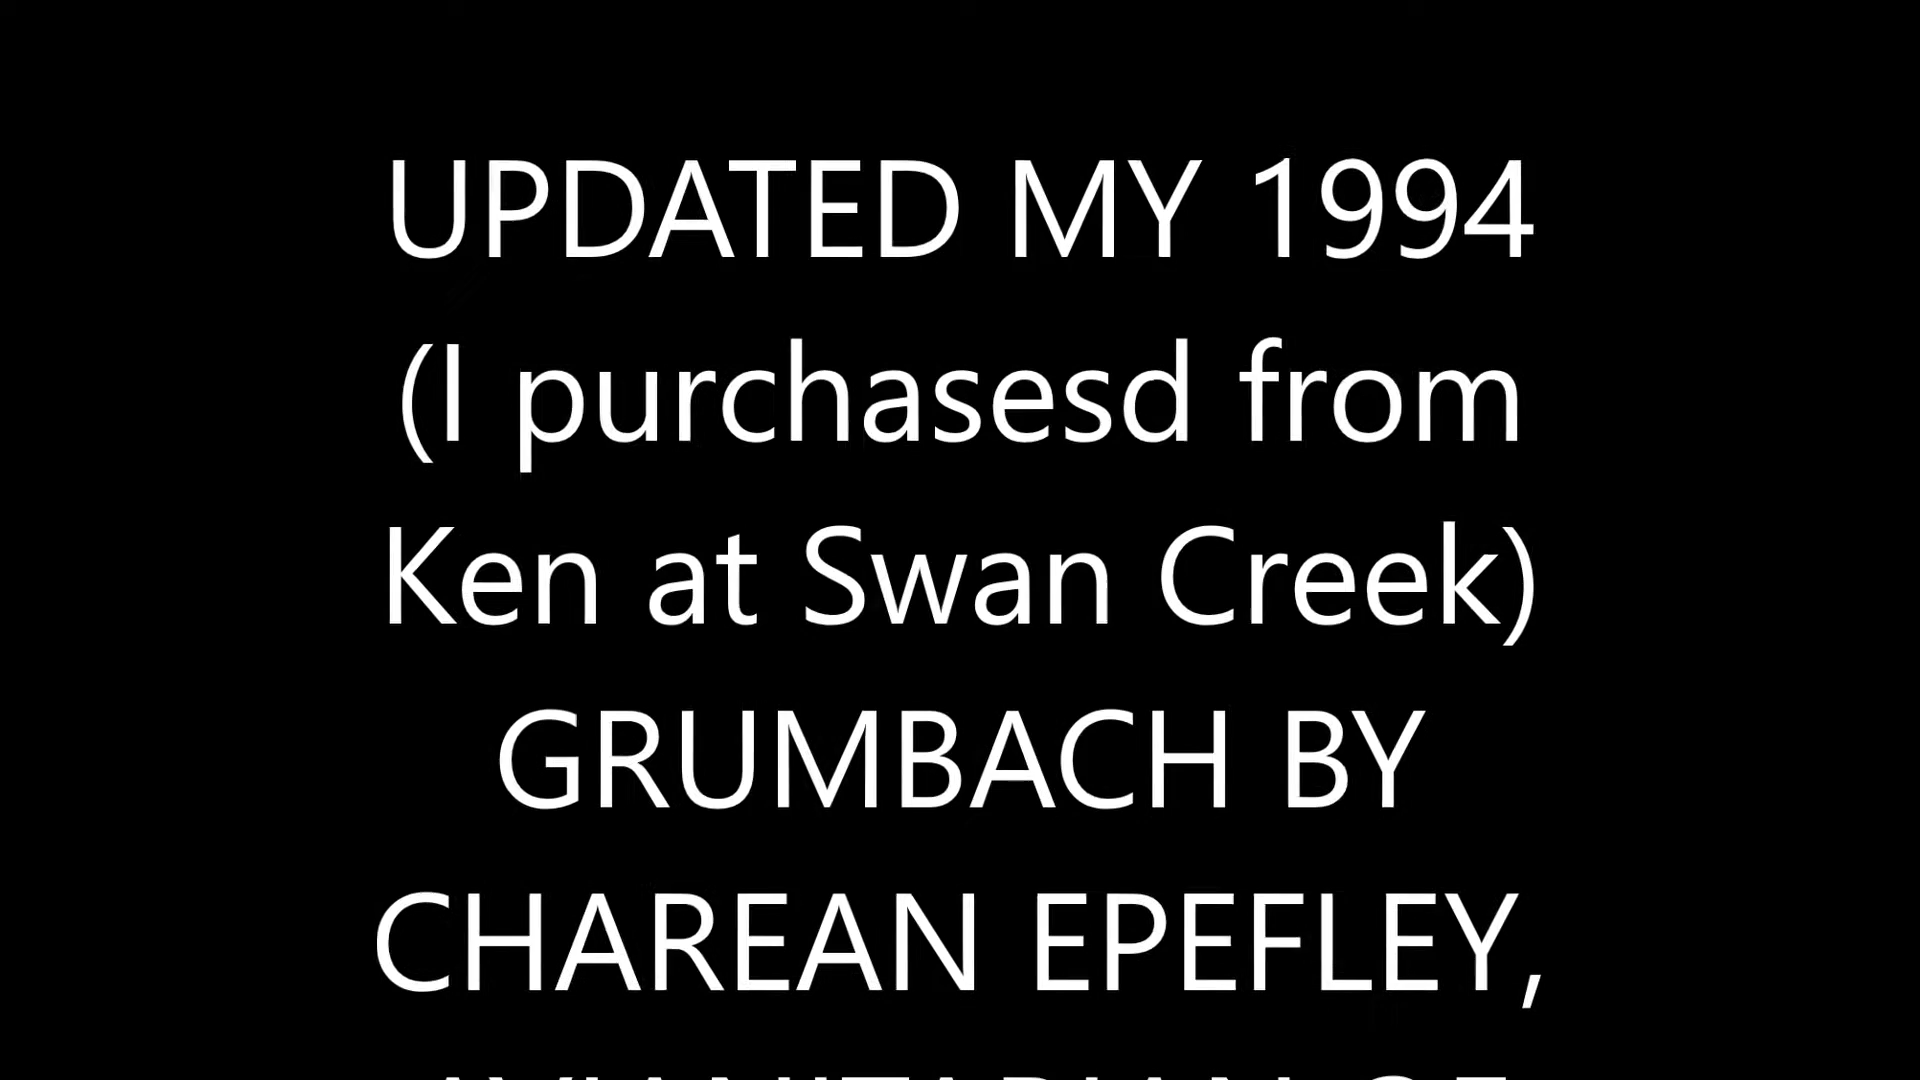 UPDATED MY 1994
(I purchasesd from
Ken at Swan Creek)
GRUMBACH BY
CHAREAN EPEFLEY,